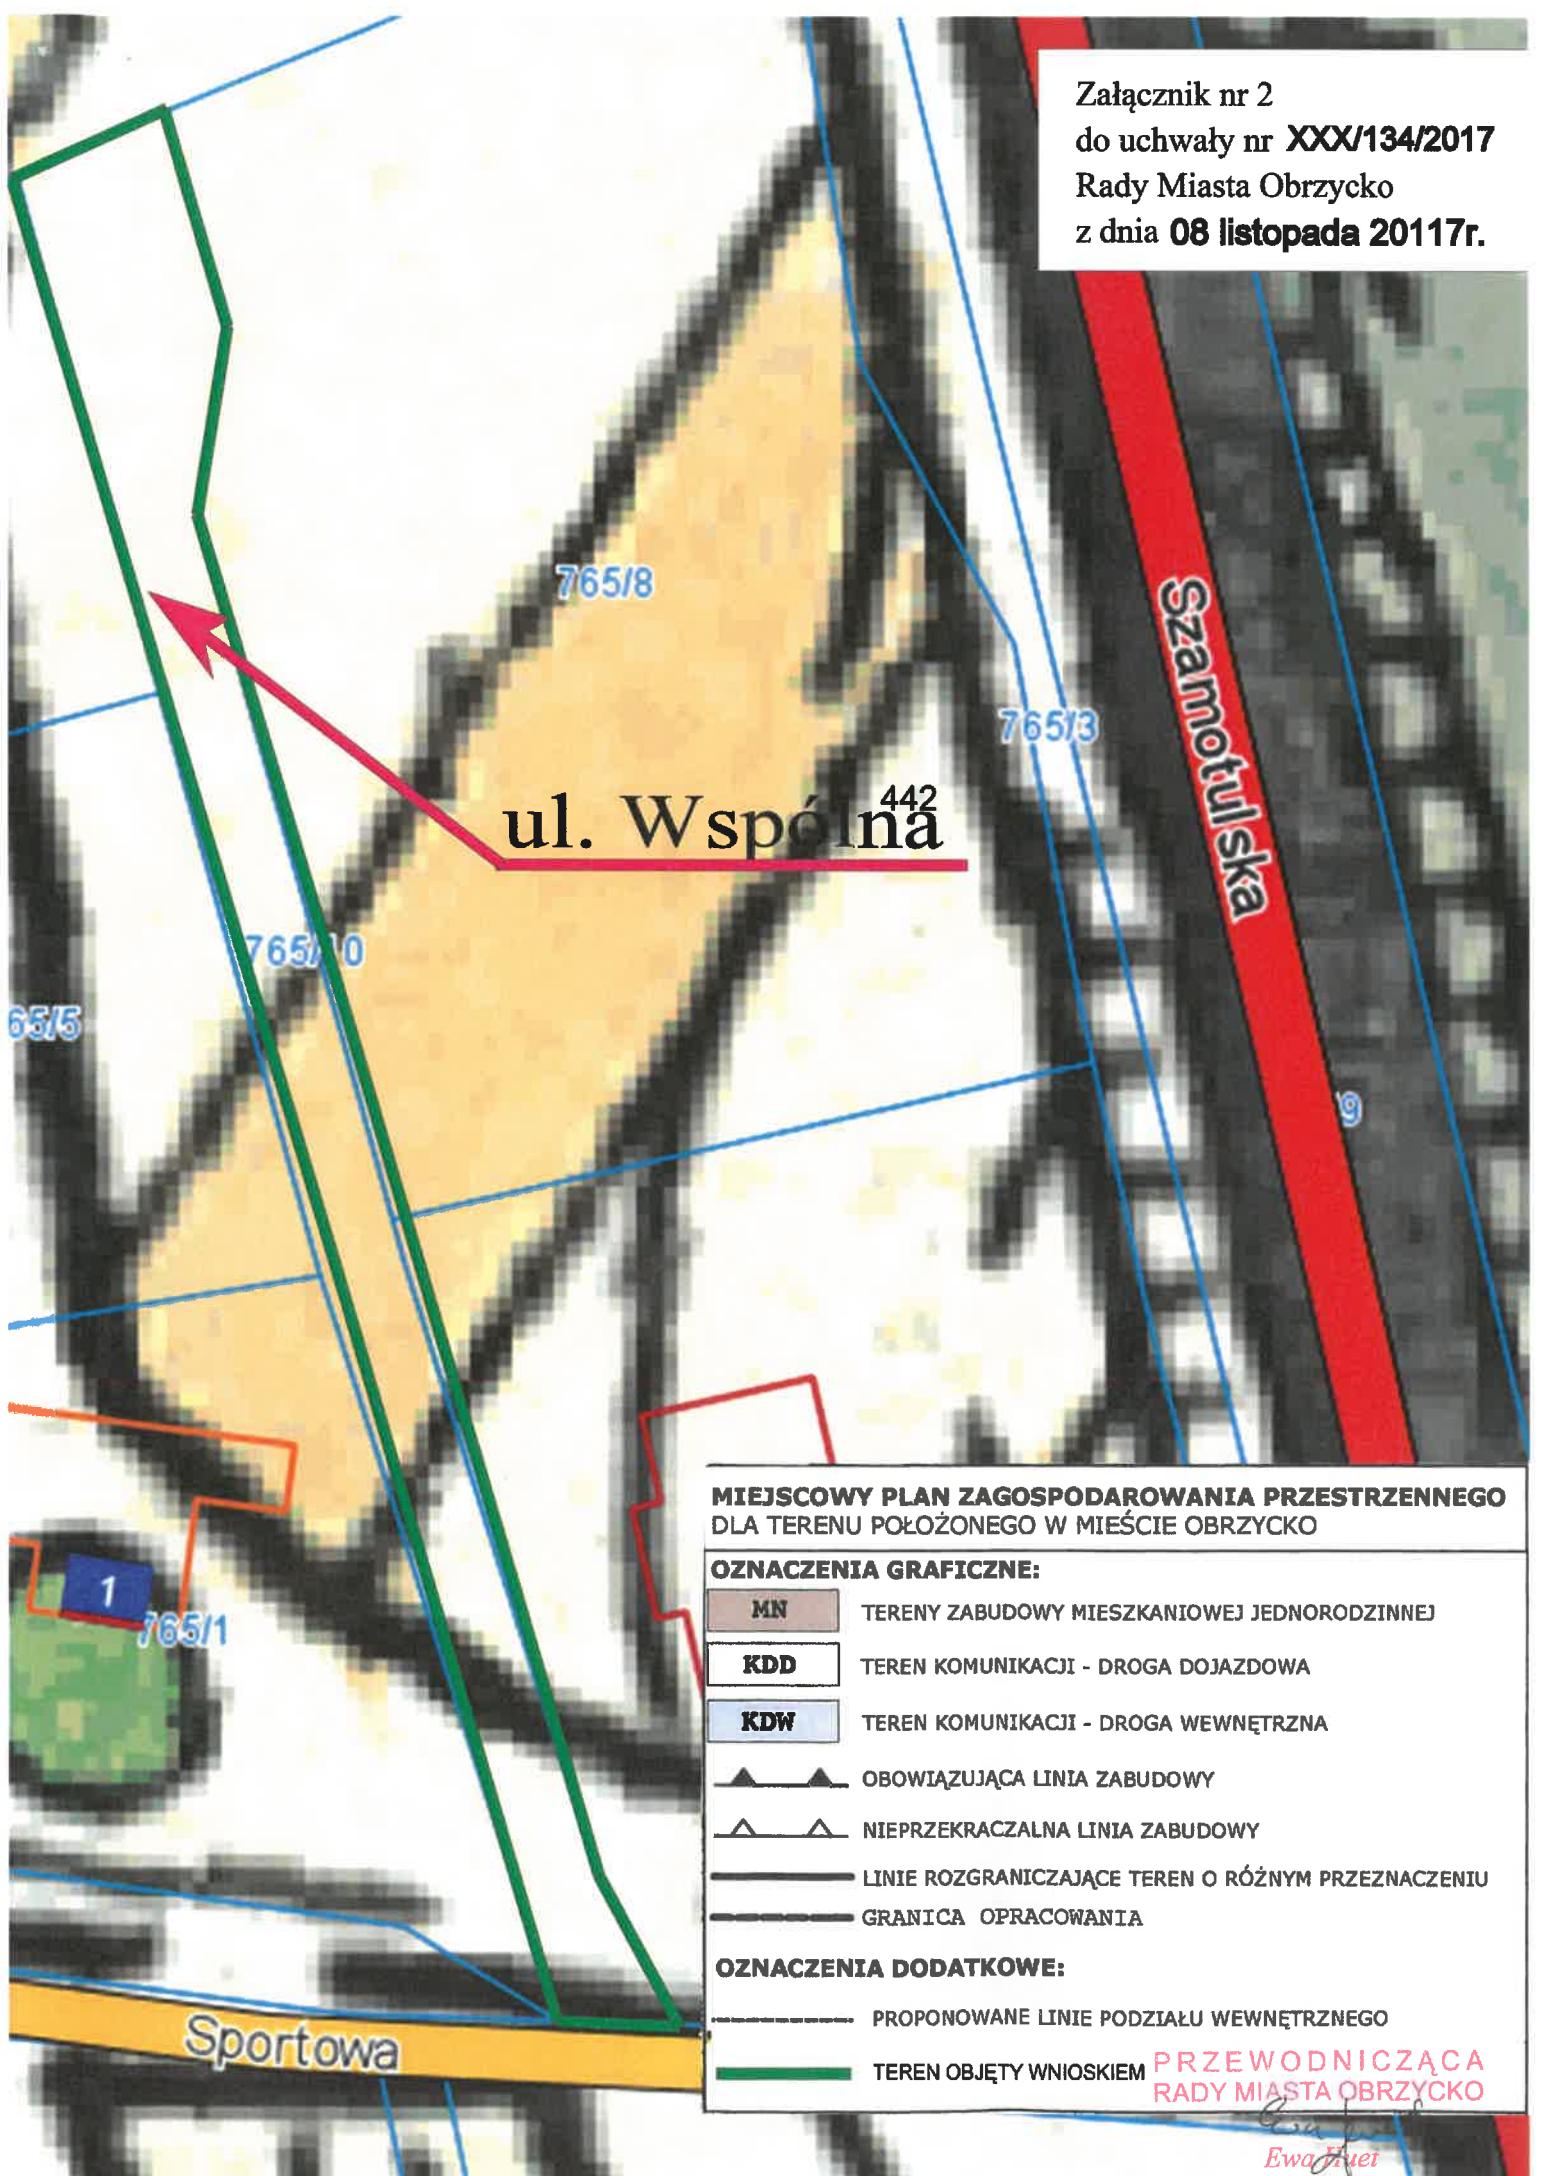 Załącznik nr 2
do uchwały nr XXX/134/2017
Rady Miasta Obrzycko
z dnia 08 listopada 20117r.
765/8
Szamotulska
765/3
442
ul. Wspólna
765/10
65/5
9
1
765/1
MIEJSCOWY PLAN ZAGOSPODAROWANIA PRZESTRZENNEGO
DLA TERENU POŁOŻONEGO W MIEŚCIE OBRZYCKO
OZNACZENIA GRAFICZNE:
MN TERENY ZABUDOWY MIESZKANIOWEJ JEDNORODZINNEJ
KDD TEREN KOMUNIKACJI - DROGA DOJAZDOWA
KDW TEREN KOMUNIKACJI - DROGA WEWNĘTRZNA
OBOWIĄZUJĄCA LINIA ZABUDOWY
NIEPRZEKRACZALNA LINIA ZABUDOWY
LINIE ROZGRANICZAJĄCE TEREN O RÓŻNYM PRZEZNACZENIU
GRANICA OPRACOWANIA
OZNACZENIA DODATKOWE:
PROPONOWANE LINIE PODZIAŁU WEWNĘTRZNEGO
TEREN OBJĘTY WNIOSKIEM
Sportowa
PRZEWODNICZĄCA
RADY MIASTA OBRZYCKO
Ewa Huet